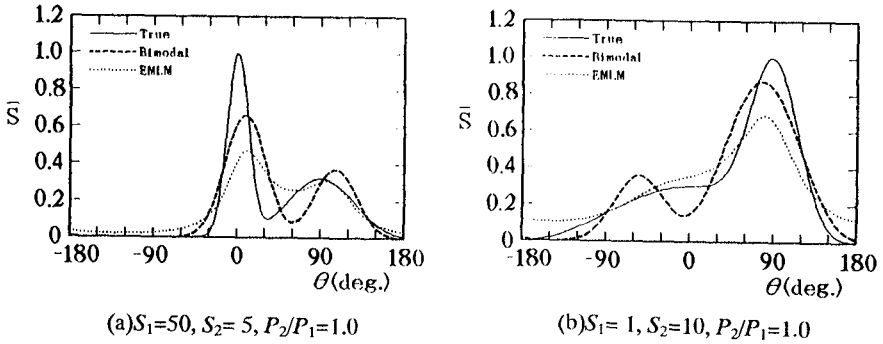 1.2
1.0
0.8
0.6
0.4
0.2
0
S̄
True
Bimodal
EMLM
-180 -90 0 90 180
θ(deg.)
(a)S₁=50, S₂= 5, P₂/P₁=1.0
1.2
1.0
0.8
0.6
0.4
0.2
0
S̄
True
Bimodal
EMLM
-180 -90 0 90 180
θ(deg.)
(b)S₁= 1, S₂=10, P₂/P₁=1.0